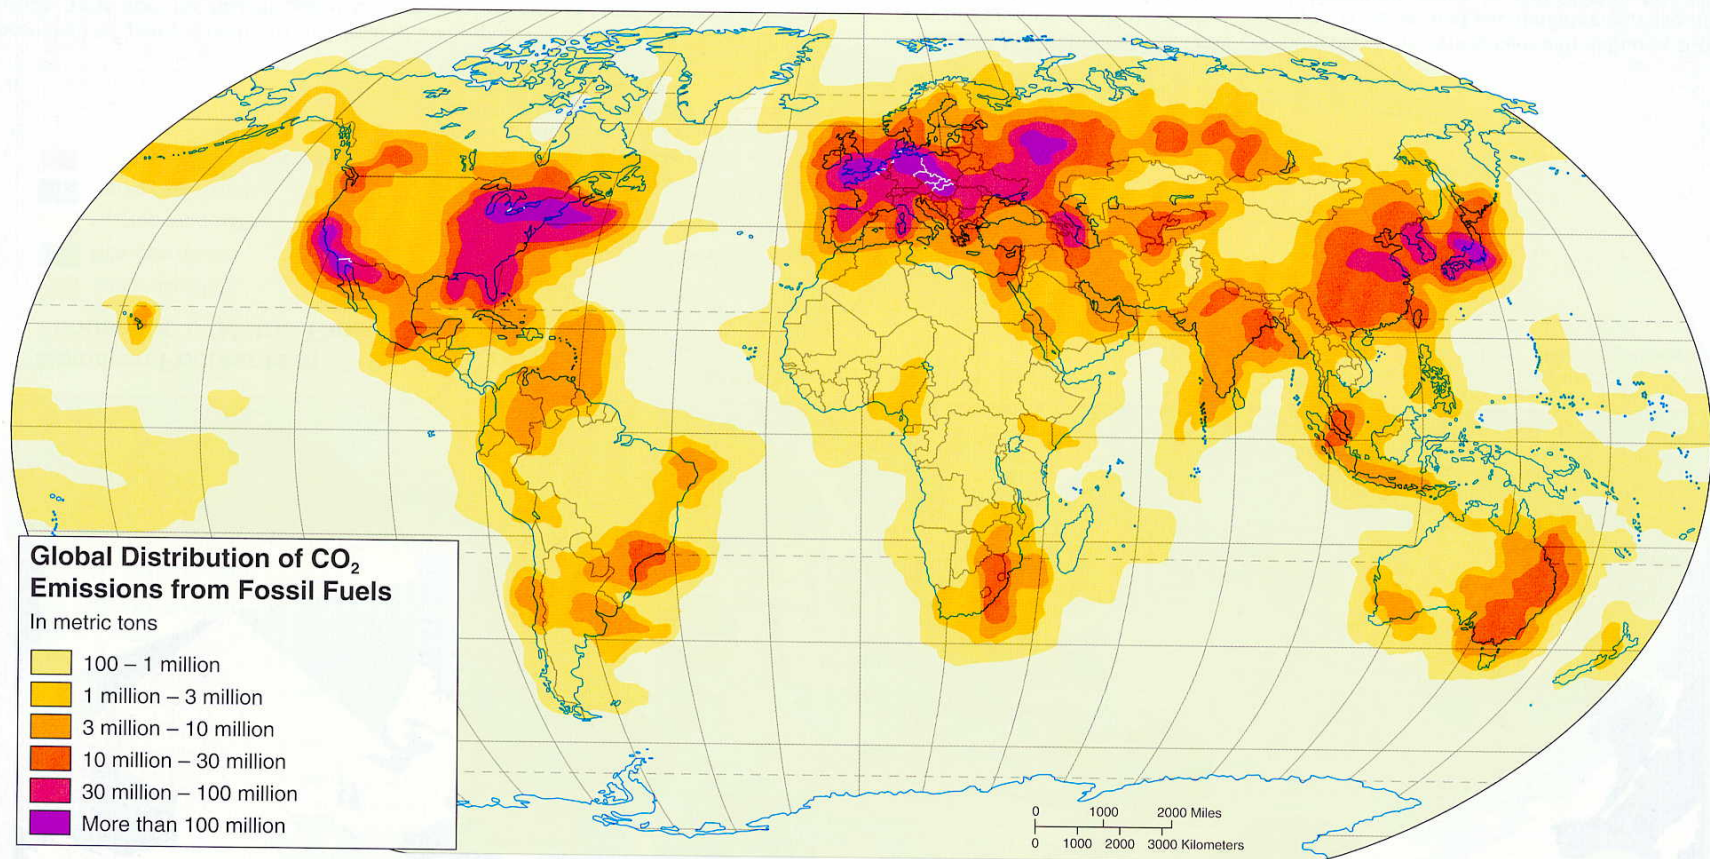 Global Distribution of CO₂
Emissions from Fossil Fuels
In metric tons
100 – 1 million
1 million – 3 million
3 million – 10 million
10 million – 30 million
30 million – 100 million
More than 100 million
0 1000 2000 Miles
0 1000 2000 3000 Kilometers